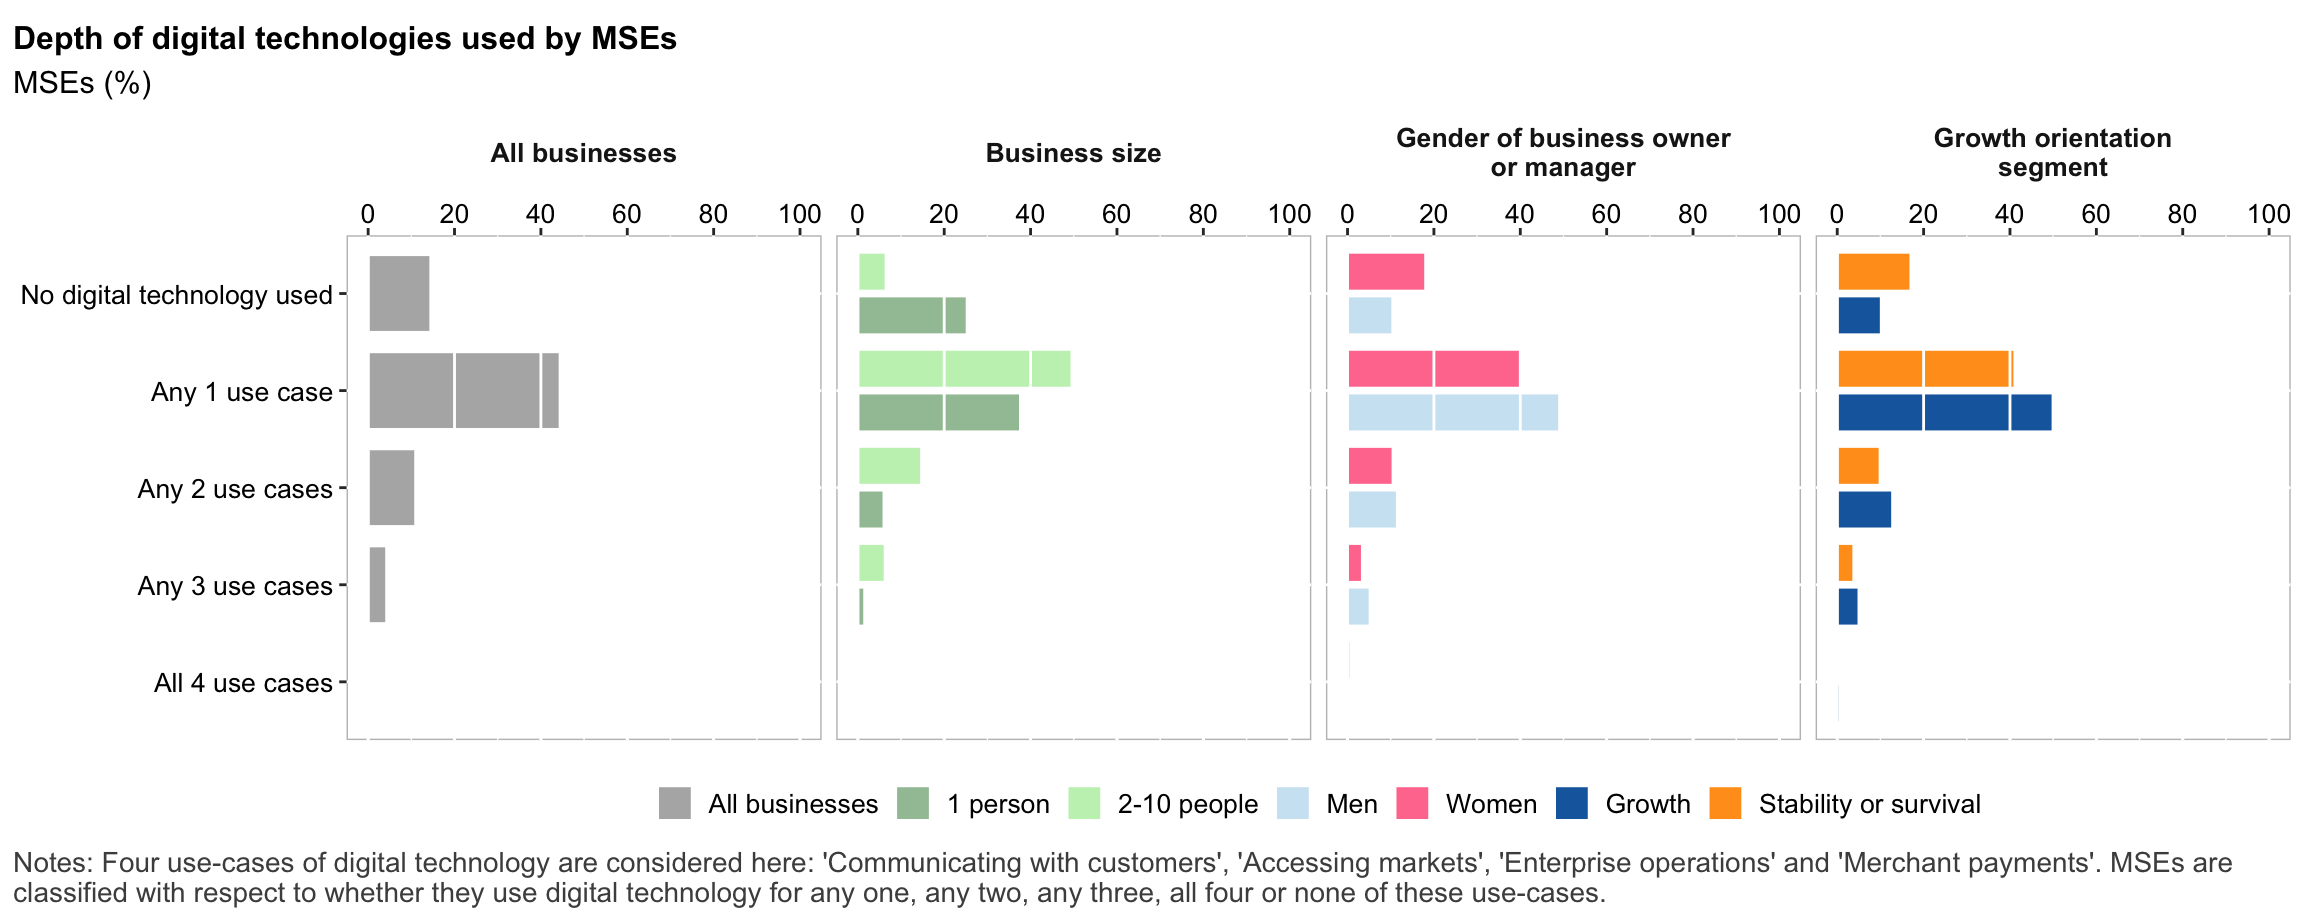 Depth of digital technologies used by MSEs
MSEs (%)
All businesses
Business size
Gender of business owner
or manager
Growth orientation
segment
0 20 40 60 80 100
0 20 40 60 80 100
0 20 40 60 80 100
0 20 40 60 80 100
No digital technology used
Any 1 use case
Any 2 use cases
Any 3 use cases
All 4 use cases
All businesses 1 person 2-10 people Men Women Growth Stability or survival
Notes: Four use-cases of digital technology are considered here: 'Communicating with customers', 'Accessing markets', 'Enterprise operations' and 'Merchant payments'. MSEs are
classified with respect to whether they use digital technology for any one, any two, any three, all four or none of these use-cases.